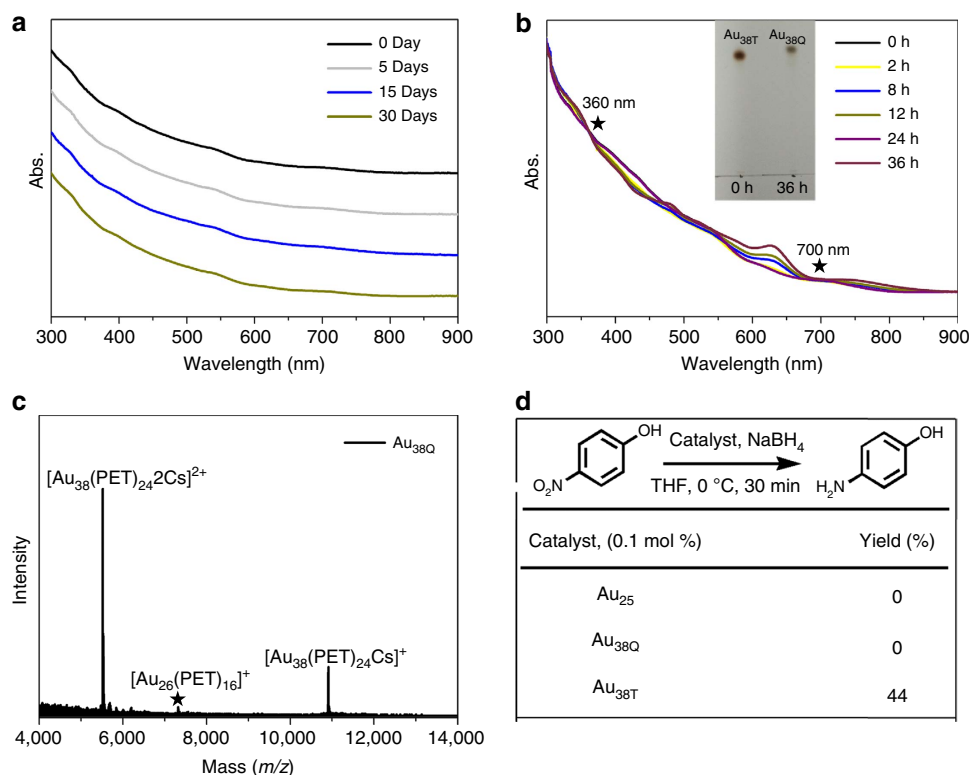 a
0 Day
5 Days
15 Days
30 Days
Abs.
300 400 500 600 700 800 900
Wavelength (nm)
b
Au38T Au38Q
0 h
2 h
8 h
12 h
24 h
36 h
360 nm
700 nm
0 h 36 h
Abs.
300 400 500 600 700 800 900
Wavelength (nm)
c
Au38Q
[Au38(PET)242Cs]2+
[Au26(PET)16]+
[Au38(PET)24Cs]+
Intensity
4,000 6,000 8,000 10,000 12,000 14,000
Mass (m/z)
d
O2N
OH
Catalyst, NaBH4
THF, 0 °C, 30 min
H2N
OH
Catalyst, (0.1 mol %) Yield (%)
Au25 0
Au38Q 0
Au38T 44